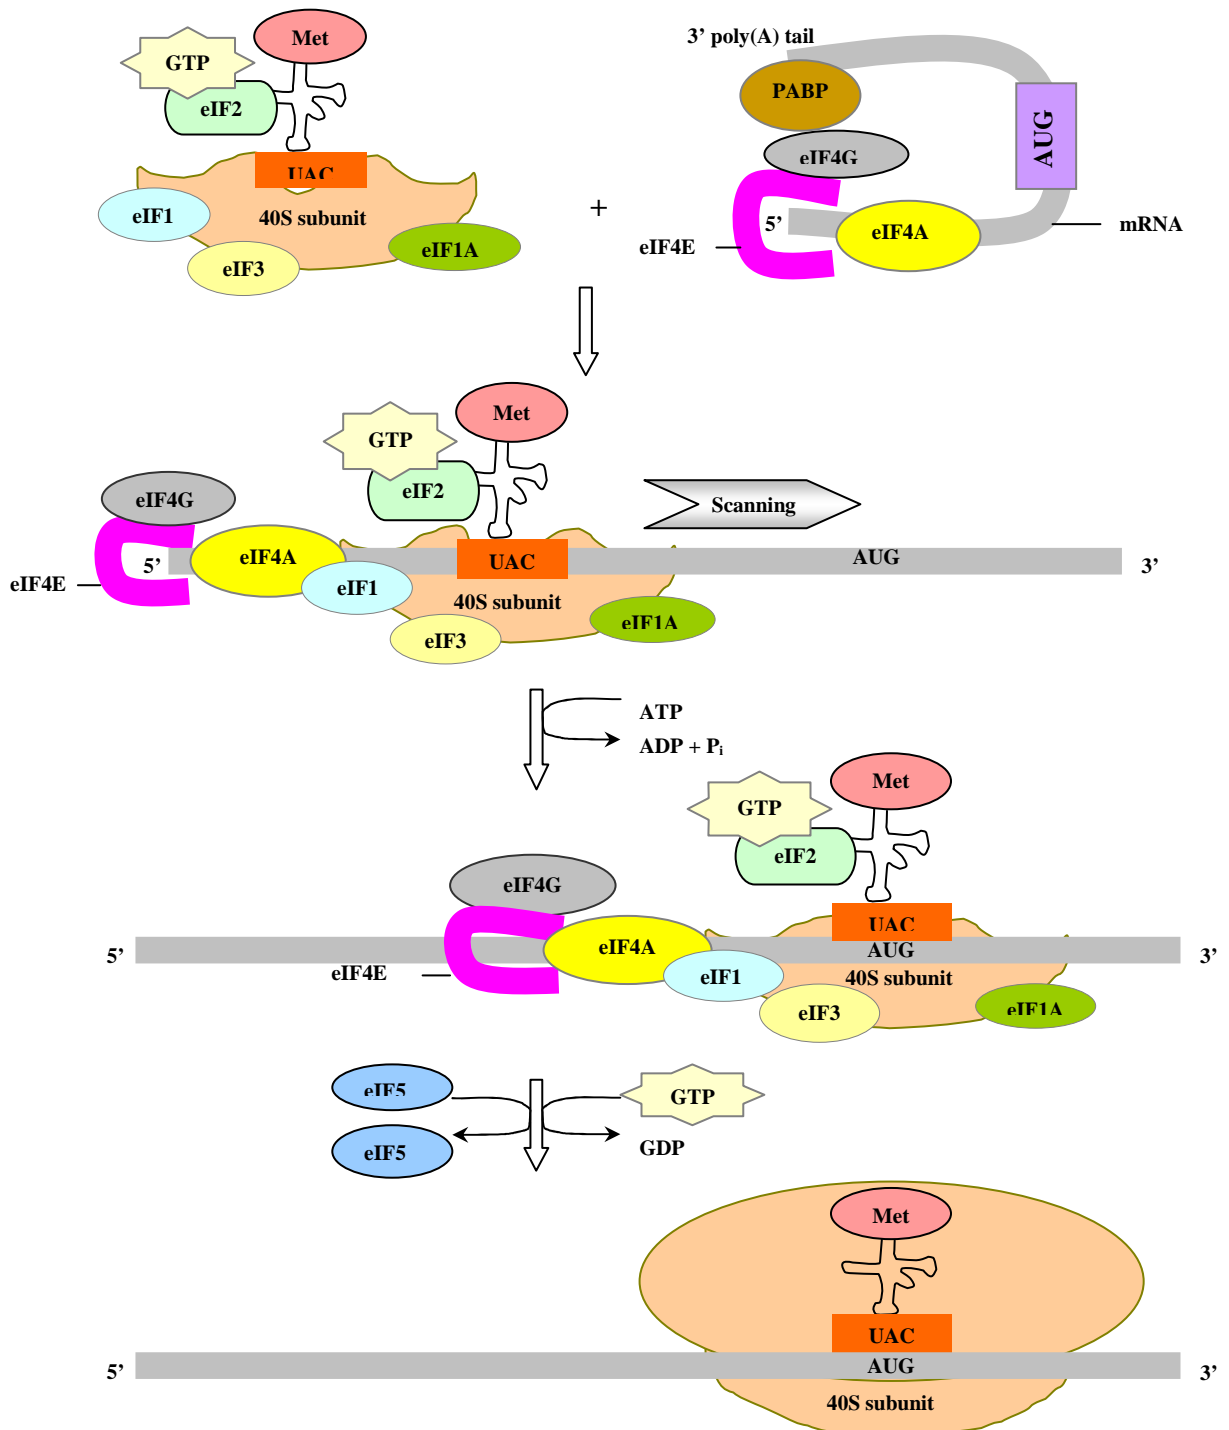 Met
GTP
eIF2
UAC
40S subunit
eIF1
eIF3
eIF1A
+
3’ poly(A) tail
PABP
eIF4G
AUG
5’
eIF4A
mRNA
eIF4E
Met
GTP
eIF2
eIF4G
Scanning
5’
eIF4A
UAC
AUG
3’
eIF4E
eIF1
40S subunit
eIF3
eIF1A
ATP
ADP + Pi
Met
GTP
eIF2
eIF4G
UAC
5’
eIF4A
AUG
3’
eIF4E
eIF1
40S subunit
eIF3
eIF1A
eIF5
GTP
eIF5
GDP
Met
UAC
5’
AUG
3’
40S subunit